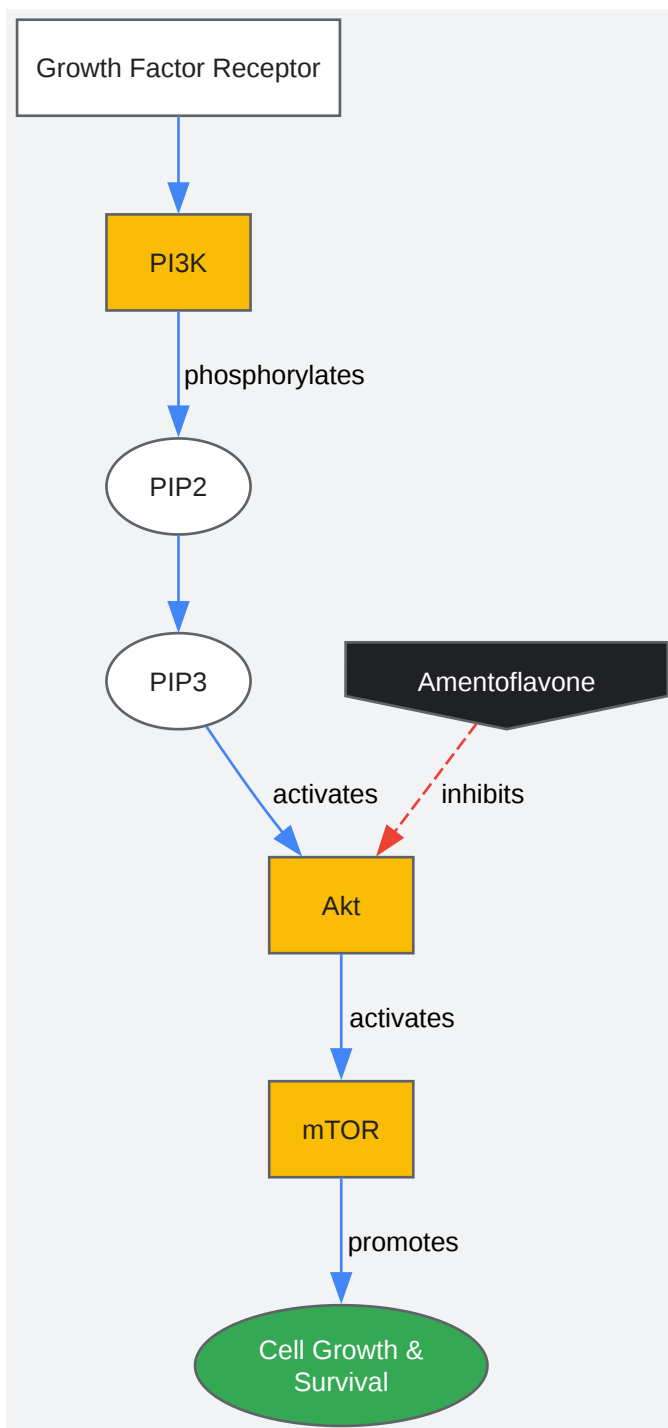 Growth Factor Receptor
PI3K
phosphorylates
PIP2
PIP3
Amentoflavone
activates
inhibits
Akt
activates
mTOR
promotes
Cell Growth &
Survival